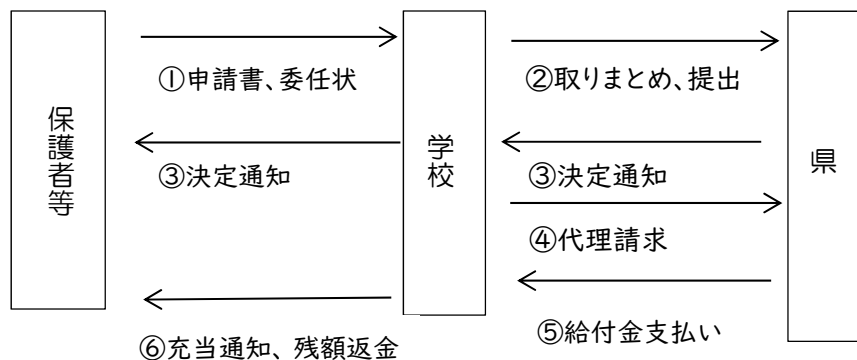 ①申請書、委任状
②取りまとめ、提出
保護者等
学校
県
③決定通知
③決定通知
④代理請求
⑤給付金支払い
⑥充当通知、残額返金